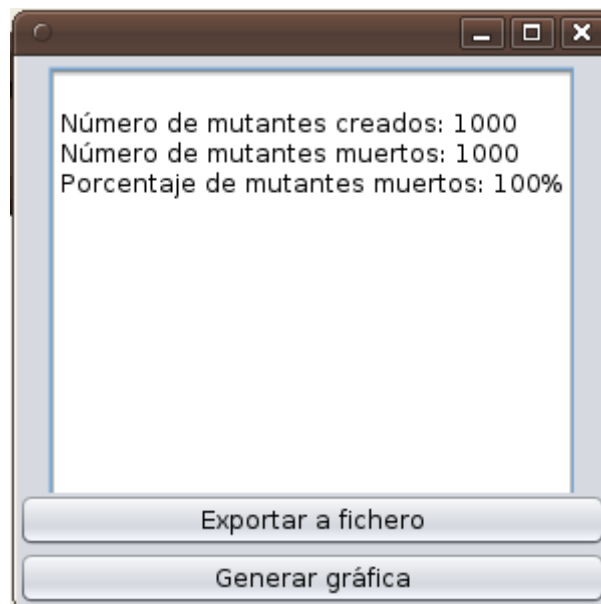 Número de mutantes creados: 1000
Número de mutantes muertos: 1000
Porcentaje de mutantes muertos: 100%
Exportar a fichero
Generar gráfica